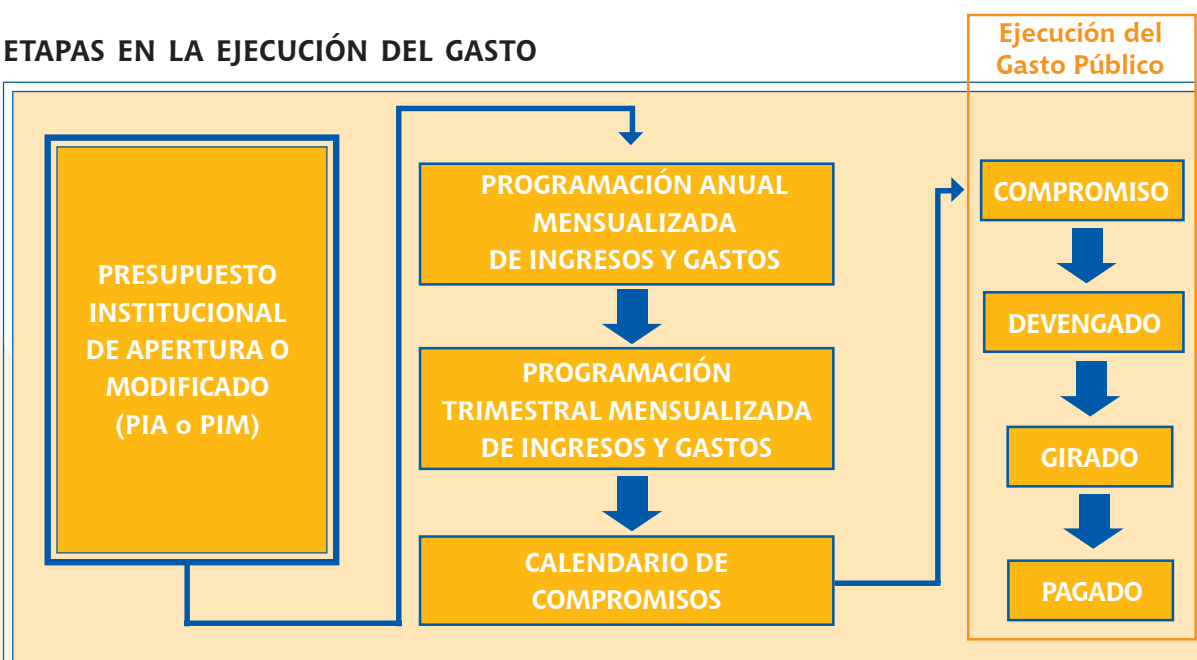 ETAPAS EN LA EJECUCIÓN DEL GASTO
Ejecución del
Gasto Público
PRESUPUESTO
INSTITUCIONAL
DE APERTURA O
MODIFICADO
(PIA o PIM)
PROGRAMACIÓN ANUAL
MENSUALIZADA
DE INGRESOS Y GASTOS
PROGRAMACIÓN
TRIMESTRAL MENSUALIZADA
DE INGRESOS Y GASTOS
CALENDARIO DE
COMPROMISOS
COMPROMISO
DEVENGADO
GIRADO
PAGADO